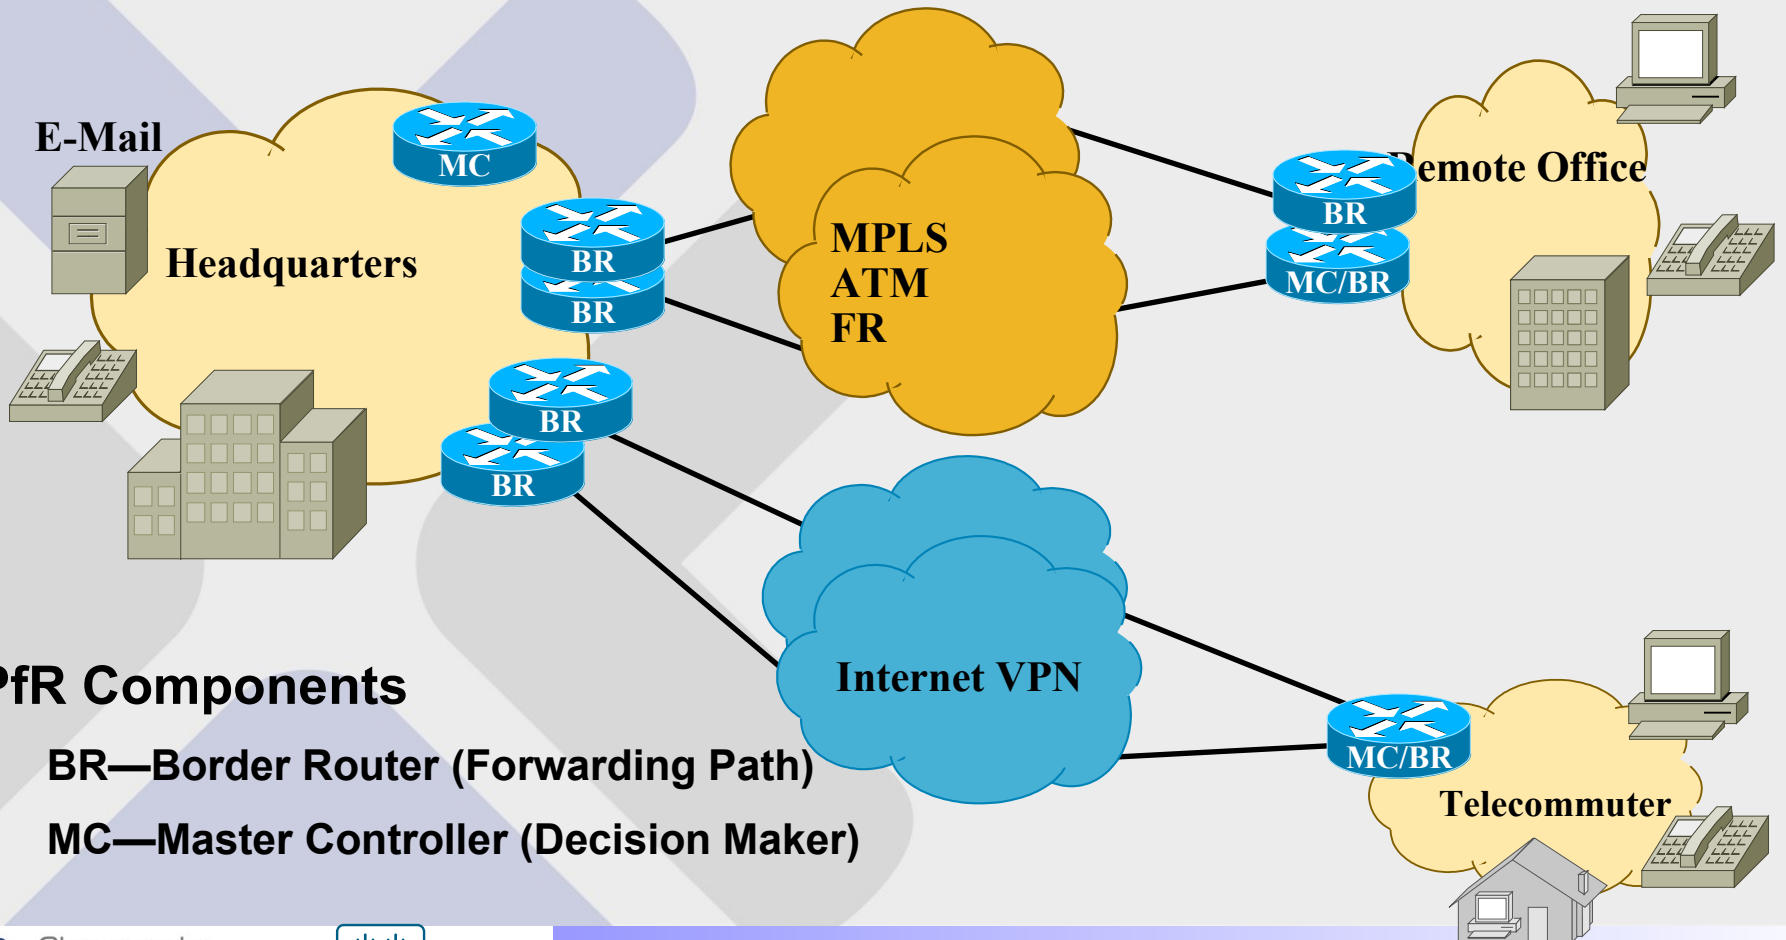 E-Mail
MC
Headquarters
BR
BR
BR
BR
MPLS
ATM
FR
BR
MC/BR
emote Office
Internet VPN
MC/BR
Telecommuter
PfR Components
BR—Border Router (Forwarding Path)
MC—Master Controller (Decision Maker)